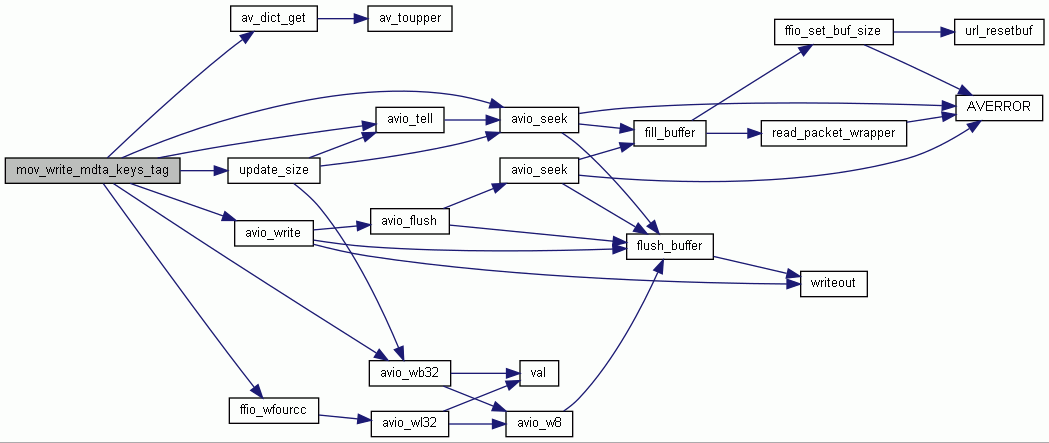 av_dict_get
av_toupper
ffio_set_buf_size
url_resetbuf
avio_tell
avio_seek
AVERROR
fill_buffer
read_packet_wrapper
mov_write_mdta_keys_tag
update_size
avio_seek
avio_write
avio_flush
flush_buffer
writeout
avio_wb32
val
ffio_wfourcc
avio_wl32
avio_w8